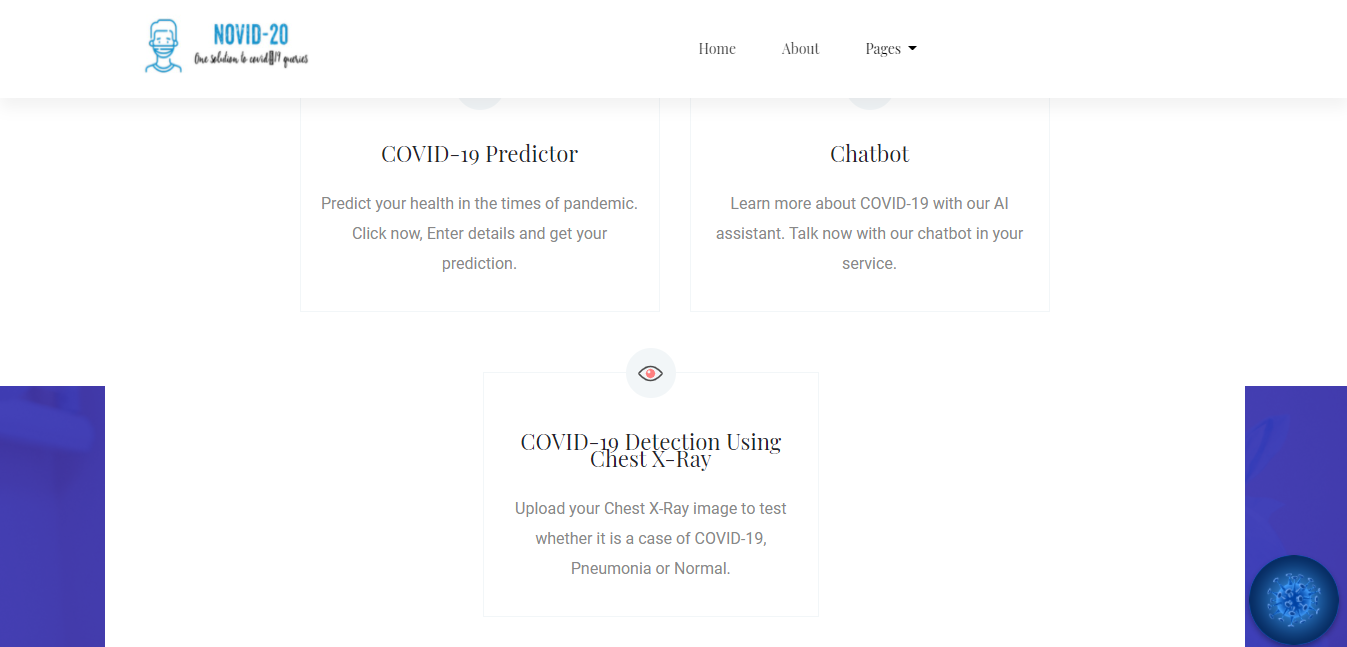 NOVID-20
One solution to covid 19 queries
Home
About
Pages
COVID-19 Predictor
Predict your health in the times of pandemic.
Click now, Enter details and get your
prediction.
Chatbot
Learn more about COVID-19 with our AI
assistant. Talk now with our chatbot in your
service.
COVID-19 Detection Using
Chest X-Ray
Upload your Chest X-Ray image to test
whether it is a case of COVID-19,
Pneumonia or Normal.